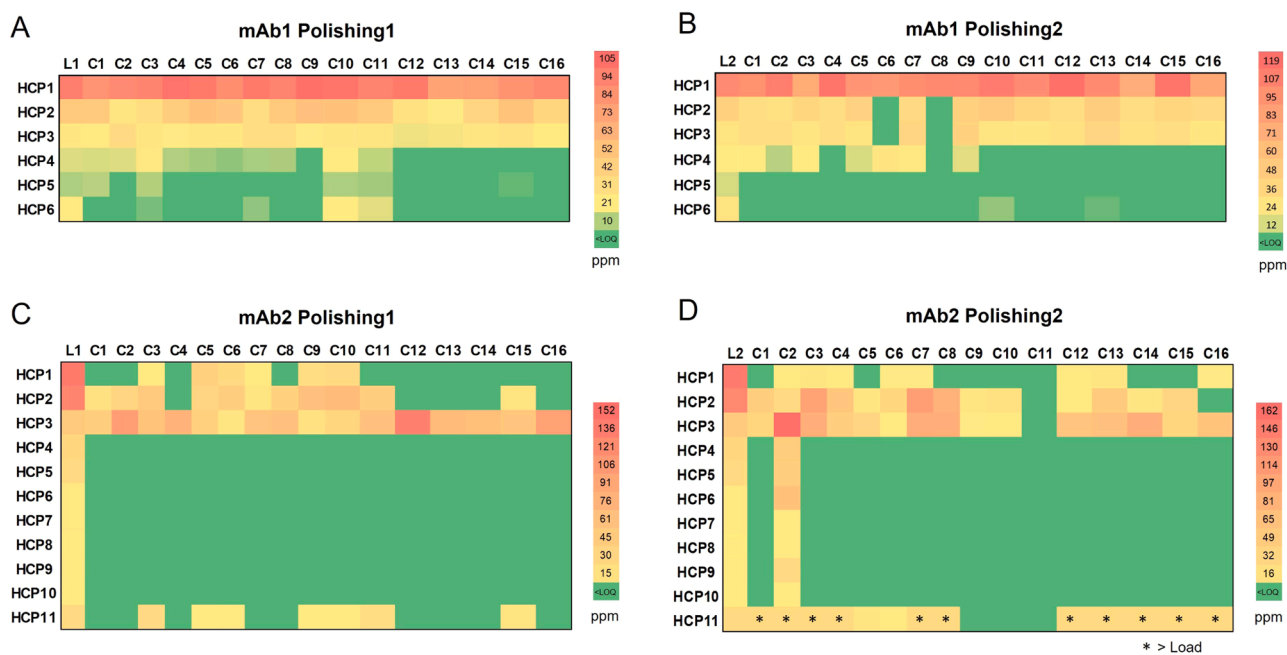 A
mAb1 Polishing1
L1 C1 C2 C3 C4 C5 C6 C7 C8 C9 C10 C11 C12 C13 C14 C15 C16
HCP1
HCP2
HCP3
HCP4
HCP5
HCP6
105
94
84
73
63
52
42
31
21
10
<LOQ
ppm
B
mAb1 Polishing2
L2 C1 C2 C3 C4 C5 C6 C7 C8 C9 C10 C11 C12 C13 C14 C15 C16
HCP1
HCP2
HCP3
HCP4
HCP5
HCP6
119
107
95
83
71
60
48
36
24
12
<LOQ
ppm
C
mAb2 Polishing1
L1 C1 C2 C3 C4 C5 C6 C7 C8 C9 C10 C11 C12 C13 C14 C15 C16
HCP1
HCP2
HCP3
HCP4
HCP5
HCP6
HCP7
HCP8
HCP9
HCP10
HCP11
152
136
121
106
91
76
61
45
30
15
<LOQ
ppm
D
mAb2 Polishing2
L2 C1 C2 C3 C4 C5 C6 C7 C8 C9 C10 C11 C12 C13 C14 C15 C16
HCP1
HCP2
HCP3
HCP4
HCP5
HCP6
HCP7
HCP8
HCP9
HCP10
HCP11 * * * * * * * * * * *
162
146
130
114
97
81
65
49
32
16
<LOQ
ppm
* > Load